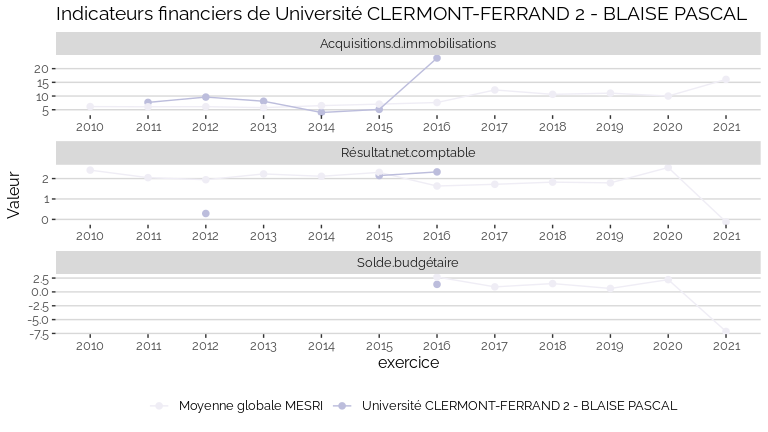 Indicateurs financiers de Université CLERMONT-FERRAND 2 - BLAISE PASCAL
Acquisitions.d.immobilisations
20
15
10
5
2010 2011 2012 2013 2014 2015 2016 2017 2018 2019 2020 2021
Résultat.net.comptable
2
1
0
2010 2011 2012 2013 2014 2015 2016 2017 2018 2019 2020 2021
Valeur
Solde.budgétaire
2.5
0.0
-2.5
-5.0
-7.5
2010 2011 2012 2013 2014 2015 2016 2017 2018 2019 2020 2021
exercice
Moyenne globale MESRI Université CLERMONT-FERRAND 2 - BLAISE PASCAL